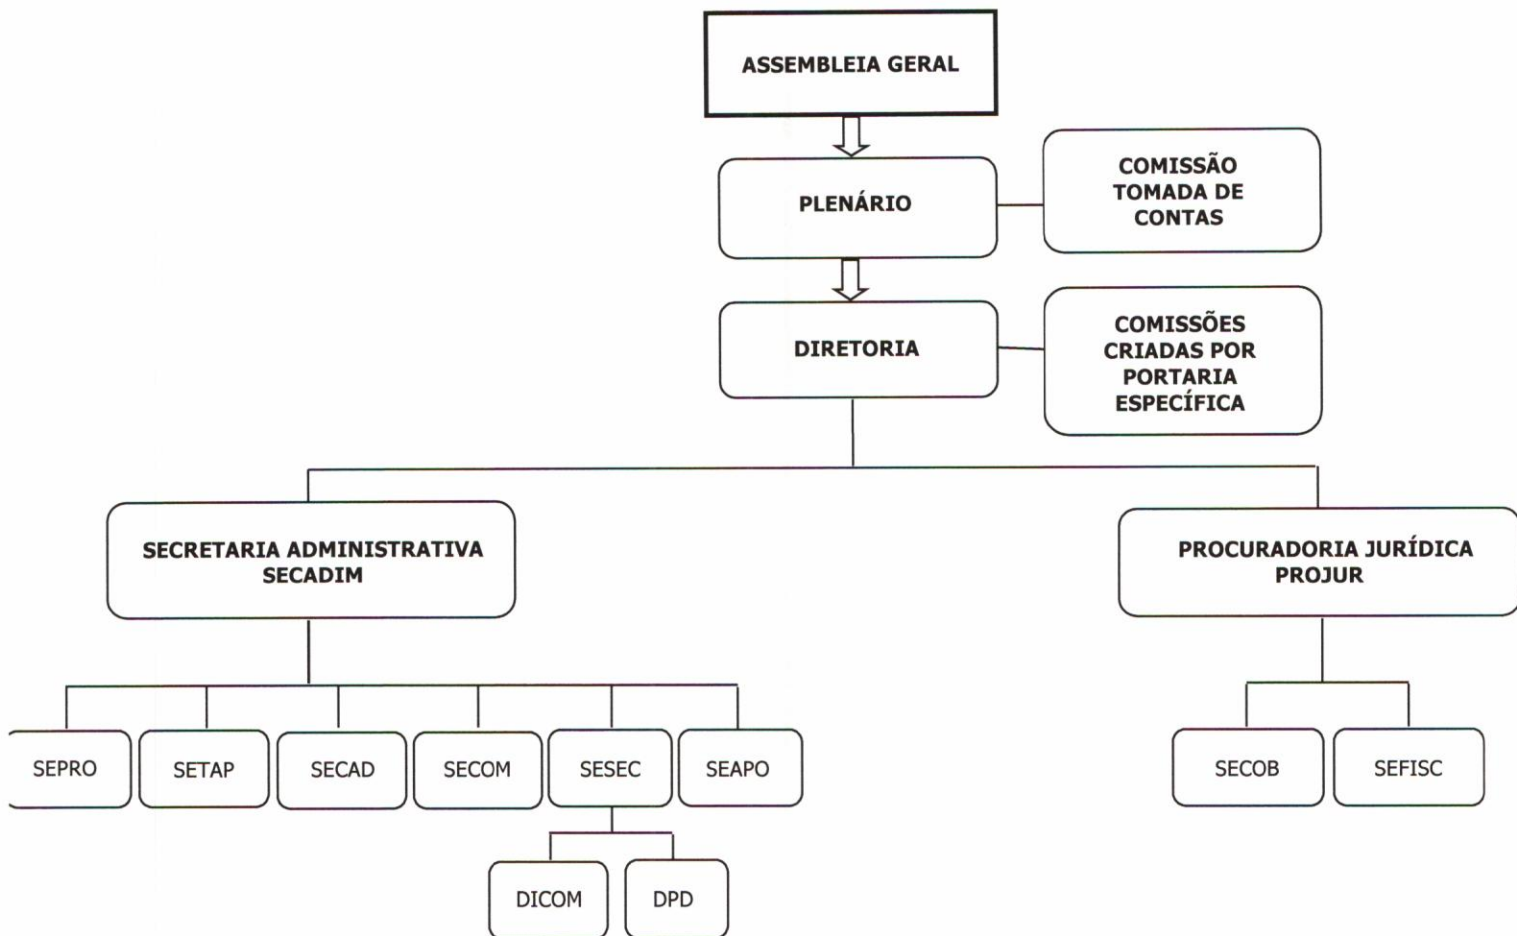 ASSEMBLEIA GERAL
PLENÁRIO
COMISSÃO
TOMADA DE
CONTAS
DIRETORIA
COMISSÕES
CRIADAS POR
PORTARIA
ESPECÍFICA
SECRETARIA ADMINISTRATIVA
SECADIM
PROCURADORIA JURÍDICA
PROJUR
SEPRO
SETAP
SECAD
SECOM
SESEC
SEAPO
SECOB
SEFISC
DICOM
DPD